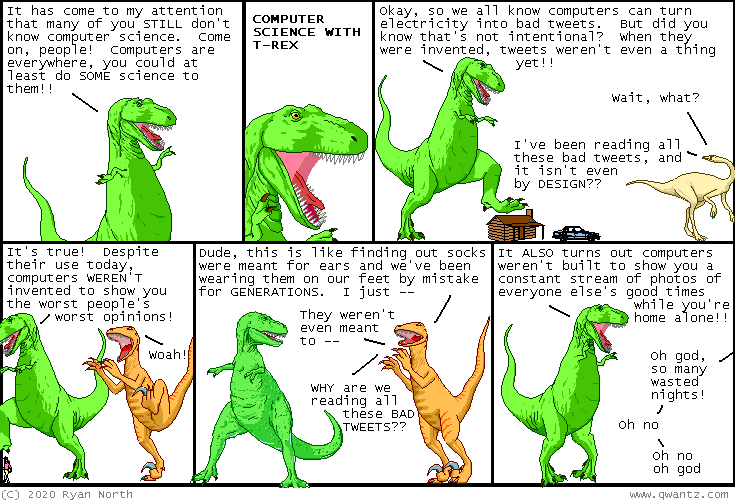 It has come to my attention
that many of you STILL don't
know computer science.  Come
on, people!  Computers are
everywhere, you could at
least do SOME science to
them!!
COMPUTER
SCIENCE WITH
T-REX
Okay, so we all know computers can turn
electricity into bad tweets.  But did you
know that's not intentional?  When they
were invented, tweets weren't even a thing
yet!!
Wait, what?
I've been reading all
these bad tweets, and
it isn't even
by DESIGN??
It's true!  Despite
their use today,
computers WEREN'T
invented to show you
the worst people's
worst opinions!
Woah!
Dude, this is like finding out socks
were meant for ears and we've been
wearing them on our feet by mistake
for GENERATIONS.  I just --
They weren't
even meant
to --
WHY are we
reading all
these BAD
TWEETS??
It ALSO turns out computers
weren't built to show you a
constant stream of photos of
everyone else's good times
while you're
home alone!!
Oh god,
so many
wasted
nights!
Oh no
Oh no
oh god
(C) 2020 Ryan North
www.qwantz.com